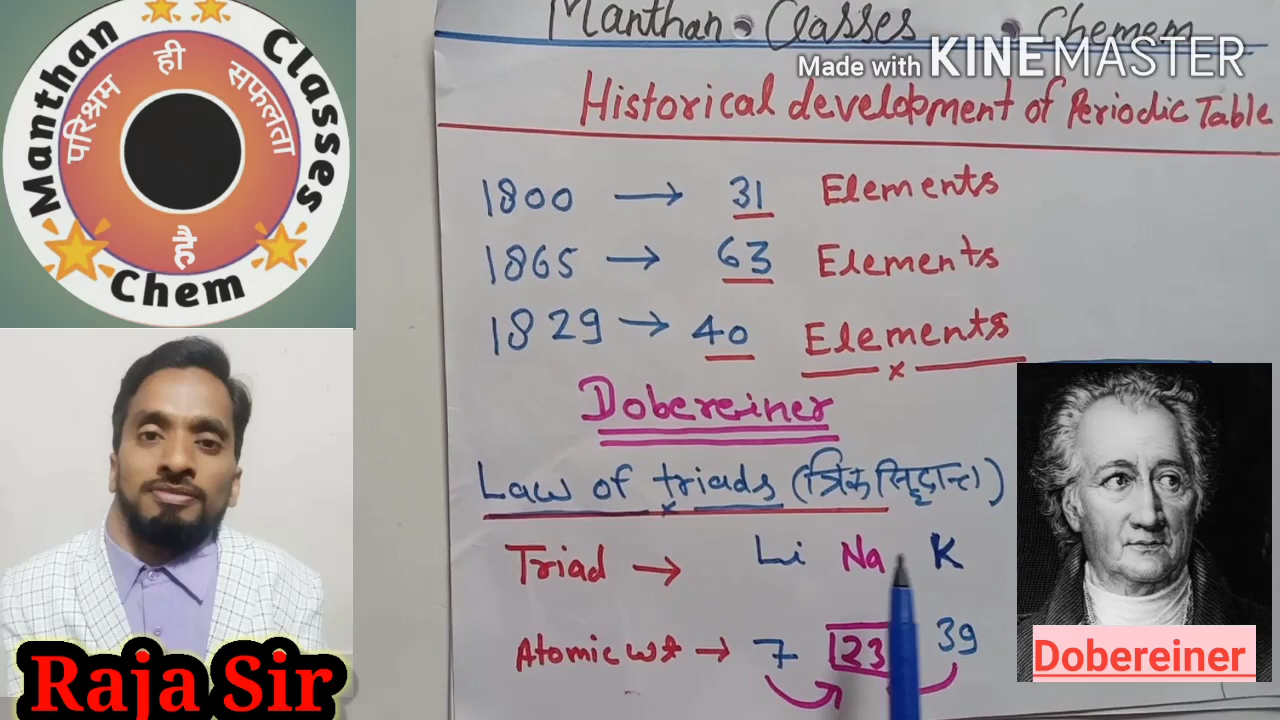 Manthan Classes Chem
परिश्रम ही सफलता है
Raja Sir
Manthan Classes Chemem
Made with KINEMASTER
Historical development of Periodic Table
1800 → 31 Elements
1865 → 63 Elements
1829 → 40 Elements
x
Dobereiner
Law of triads (त्रिक सिद्धान्त)
x
Triad → Li Na K
Atomic wt → 7 23 39
Dobereiner